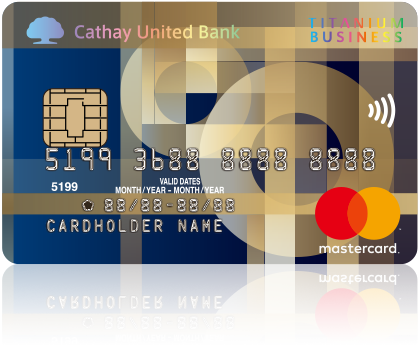 Cathay United Bank
TITANIUM
BUSINESS
5199 3688 8888 8888
5199
VALID DATES
MONTH/YEAR – MONTH/YEAR
88/88-88/88
CARDHOLDER NAME
mastercard.